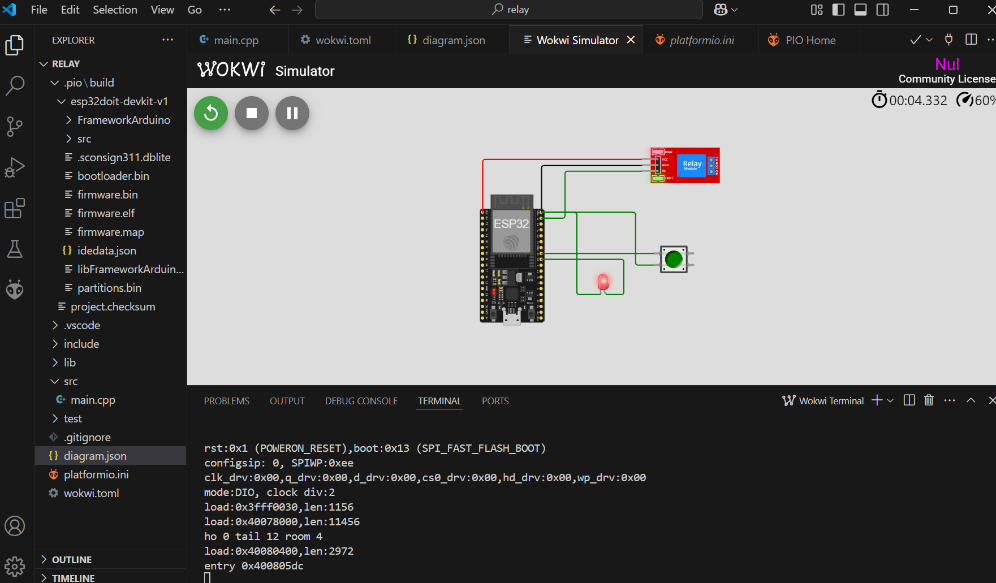 File Edit Selection View Go ··· relay
EXPLORER ···
main.cpp wokwi.toml diagram.json Wokwi Simulator platformio.ini PIO Home
RELAY
.pio\build
esp32doit-devkit-v1
FrameworkArduino
src
.sconsign311.dblite
bootloader.bin
firmware.bin
firmware.elf
firmware.map
idedata.json
libFrameworkArduin...
partitions.bin
project.checksum
.vscode
include
lib
src
main.cpp
test
.gitignore
diagram.json
platformio.ini
wokwi.toml
OUTLINE
TIMELINE
WOKWI Simulator
Nul
Community License
00:04.332 60%
Relay
Module
ESP32
PROBLEMS OUTPUT DEBUG CONSOLE TERMINAL PORTS
Wokwi Terminal
rst:0x1 (POWERON_RESET),boot:0x13 (SPI_FAST_FLASH_BOOT)
configsip: 0, SPIWP:0xee
clk_drv:0x00,q_drv:0x00,d_drv:0x00,cs0_drv:0x00,hd_drv:0x00,wp_drv:0x00
mode:DIO, clock div:2
load:0x3fff0030,len:1156
load:0x40078000,len:11456
ho 0 tail 12 room 4
load:0x40080400,len:2972
entry 0x400805dc